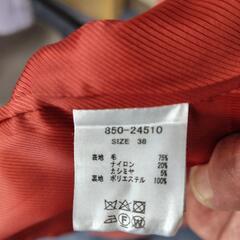 850-24510
SIZE 38
表地 毛 75%
ナイロン 20%
カシミヤ 5%
裏地 ポリエステル 100%